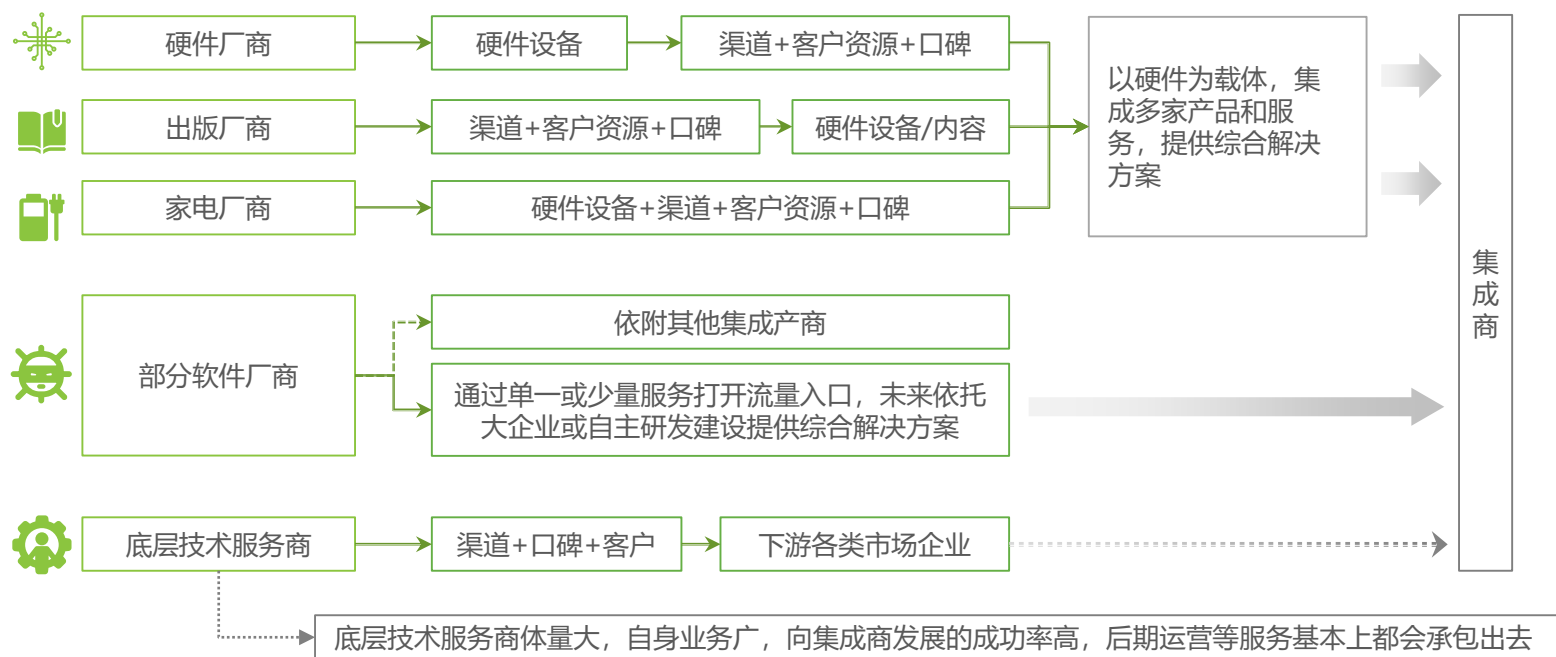 硬件厂商
硬件设备
渠道+客户资源+口碑
出版厂商
渠道+客户资源+口碑
硬件设备/内容
家电厂商
硬件设备+渠道+客户资源+口碑
以硬件为载体，集
成多家产品和服
务，提供综合解决
方案
部分软件厂商
依附其他集成产商
通过单一或少量服务打开流量入口，未来依托
大企业或自主研发建设提供综合解决方案
底层技术服务商
渠道+口碑+客户
下游各类市场企业
集
成
商
底层技术服务商体量大，自身业务广，向集成商发展的成功率高，后期运营等服务基本上都会承包出去